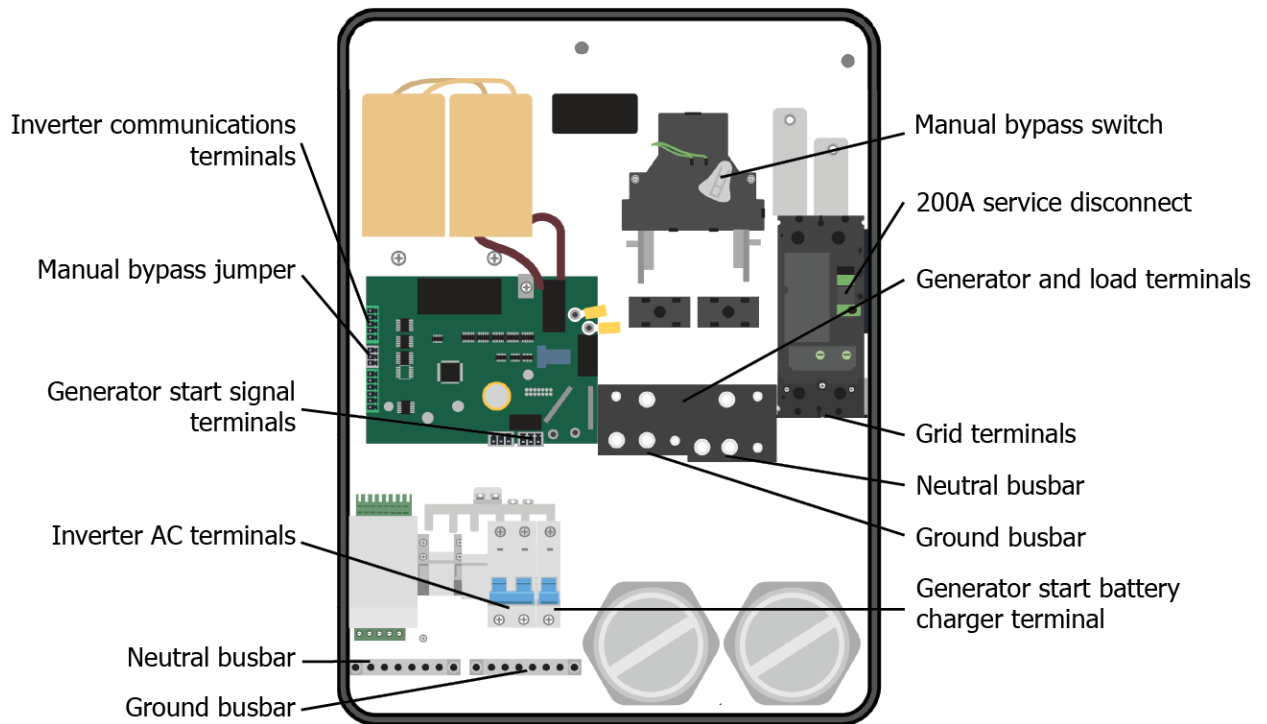 Inverter communications
terminals
Manual bypass jumper
Generator start signal
terminals
Inverter AC terminals
Neutral busbar
Ground busbar
Manual bypass switch
200A service disconnect
Generator and load terminals
Grid terminals
Neutral busbar
Ground busbar
Generator start battery
charger terminal